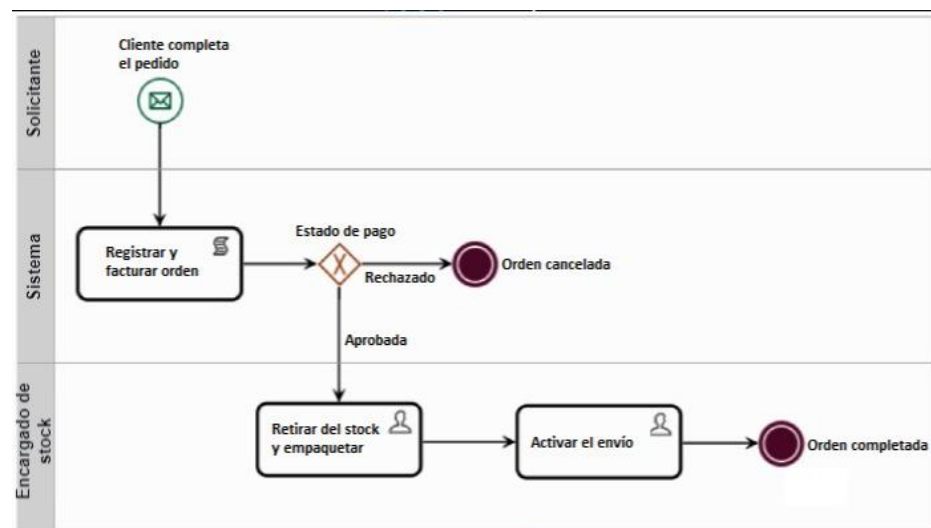 Solicitante
Cliente completa
el pedido
Sistema
Registrar y
facturar orden
Estado de pago
Rechazado
Orden cancelada
Aprobada
Encargado de
stock
Retirar del stock
y empaquetar
Activar el envío
Orden completada